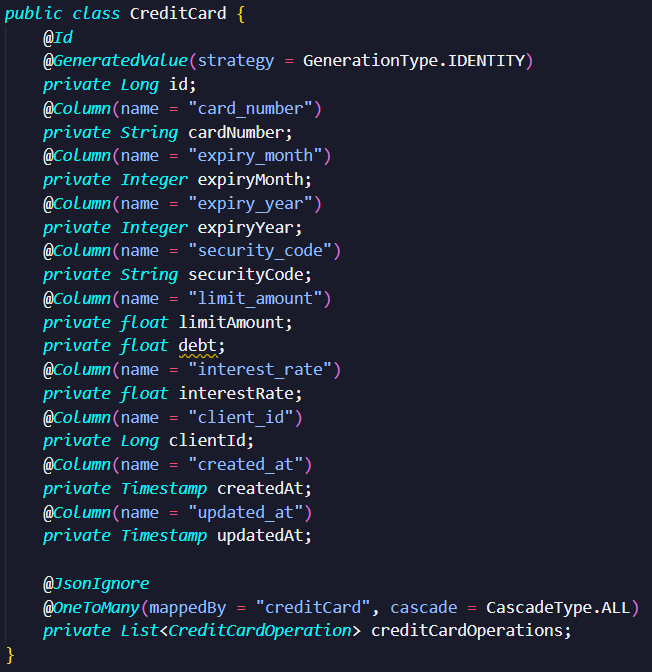 public class CreditCard {
    @Id
    @GeneratedValue(strategy = GenerationType.IDENTITY)
    private Long id;
    @Column(name = "card_number")
    private String cardNumber;
    @Column(name = "expiry_month")
    private Integer expiryMonth;
    @Column(name = "expiry_year")
    private Integer expiryYear;
    @Column(name = "security_code")
    private String securityCode;
    @Column(name = "limit_amount")
    private float limitAmount;
    private float debt;
    @Column(name = "interest_rate")
    private float interestRate;
    @Column(name = "client_id")
    private Long clientId;
    @Column(name = "created_at")
    private Timestamp createdAt;
    @Column(name = "updated_at")
    private Timestamp updatedAt;

    @JsonIgnore
    @OneToMany(mappedBy = "creditCard", cascade = CascadeType.ALL)
    private List<CreditCardOperation> creditCardOperations;
}